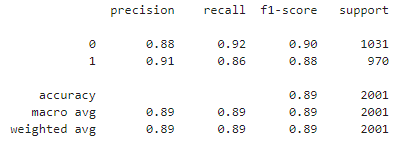 precision recall f1-score support
0 0.88 0.92 0.90 1031
1 0.91 0.86 0.88 970
accuracy 0.89 2001
macro avg 0.89 0.89 0.89 2001
weighted avg 0.89 0.89 0.89 2001